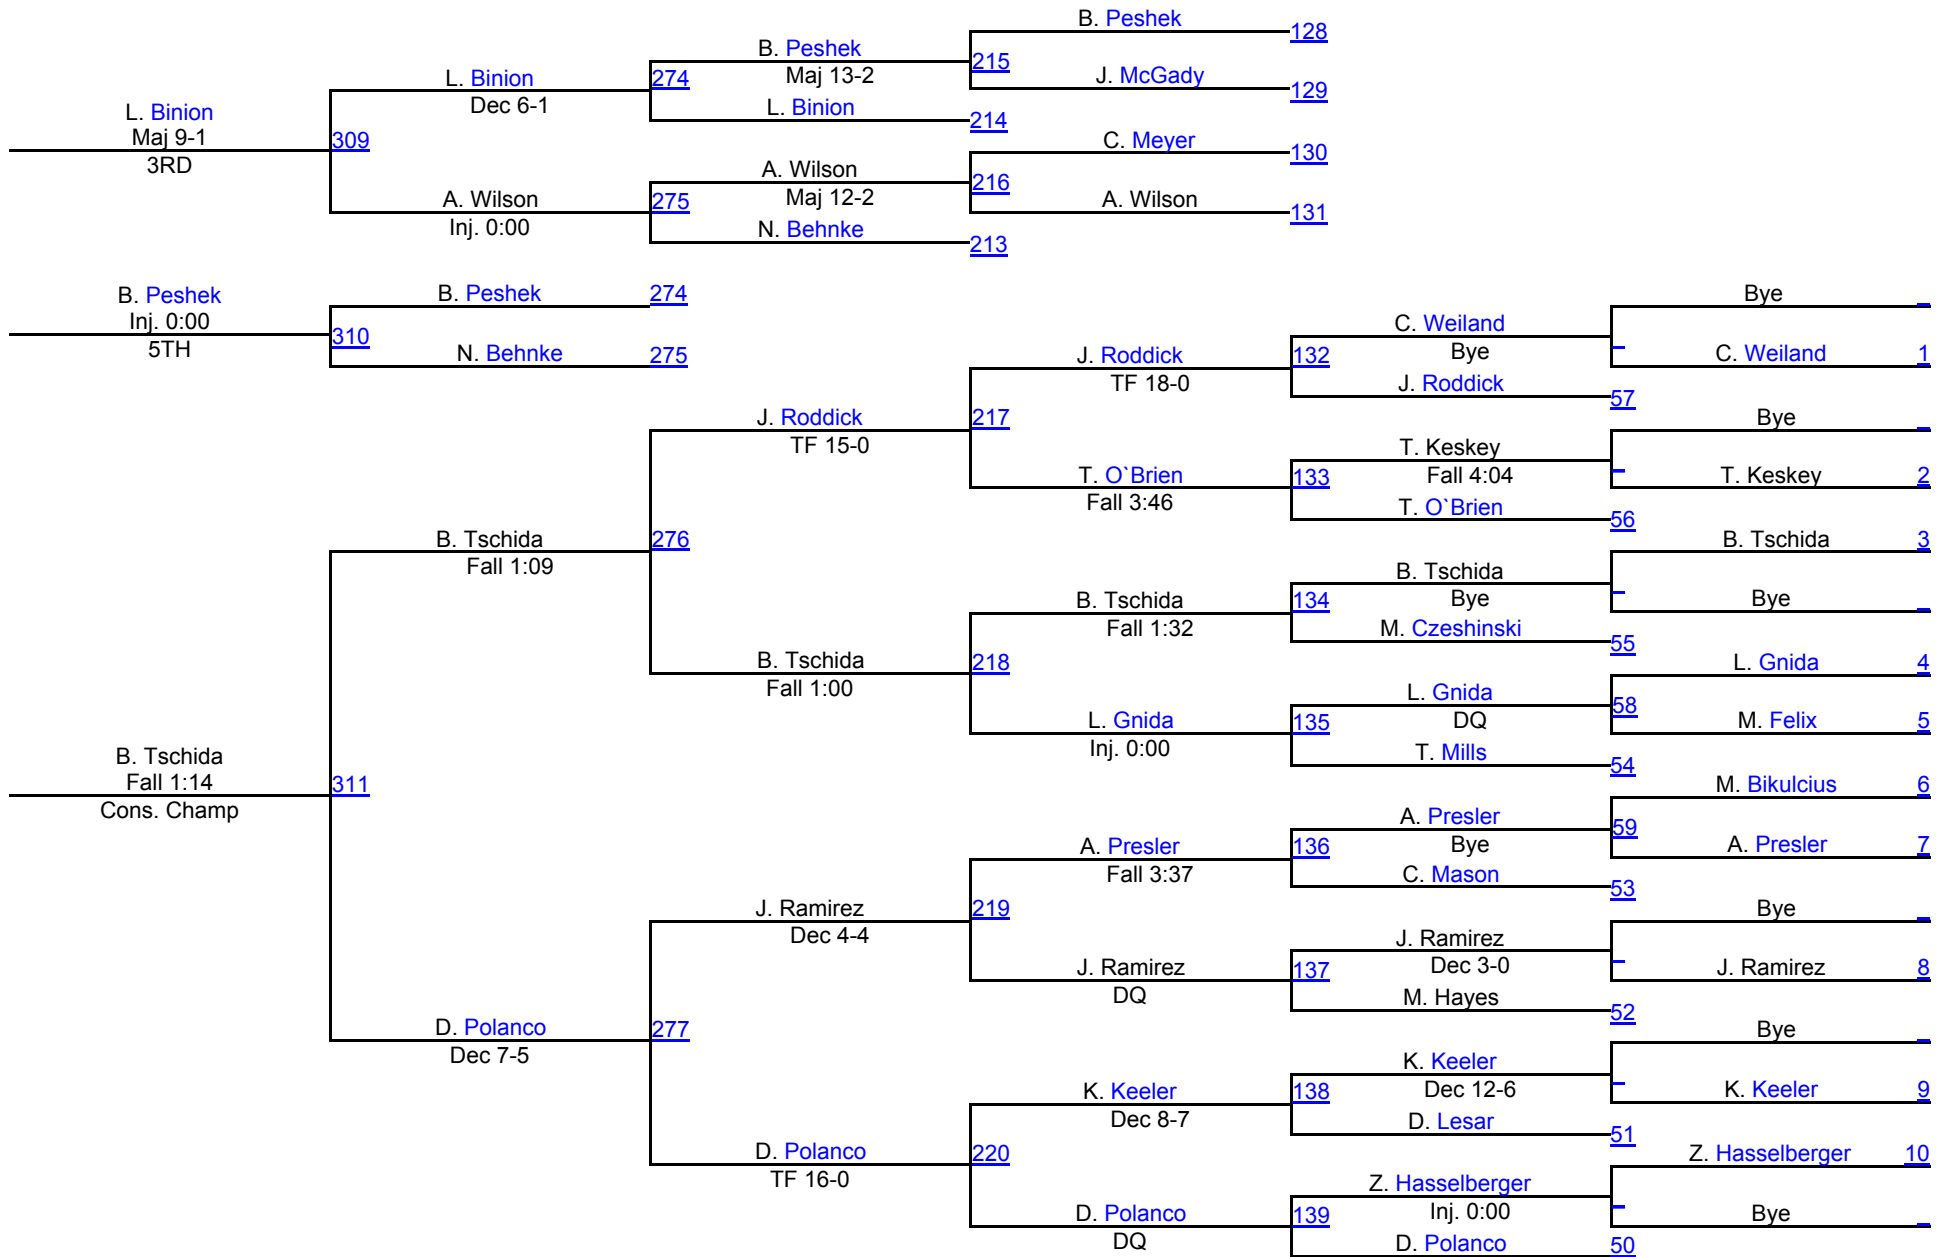 B. Peshek
128
B. Peshek
215
Maj 13-2
J. McGady
129
L. Binion
274
Dec 6-1
L. Binion
214
L. Binion
Maj 9-1
309
3RD
C. Meyer
130
A. Wilson
216
Maj 12-2
A. Wilson
131
A. Wilson
275
Inj. 0:00
N. Behnke
213
B. Peshek
274
B. Peshek
Inj. 0:00
310
5TH
N. Behnke
275
Bye
C. Weiland
Bye
C. Weiland
1
J. Roddick
132
TF 18-0
J. Roddick
57
J. Roddick
217
TF 15-0
Bye
T. Keskey
Fall 4:04
T. Keskey
2
T. O`Brien
133
Fall 3:46
T. O`Brien
56
B. Tschida
276
Fall 1:09
B. Tschida
3
B. Tschida
Bye
Bye
B. Tschida
134
Fall 1:32
M. Czeshinski
55
B. Tschida
218
Fall 1:00
L. Gnida
4
L. Gnida
58
DQ
M. Felix
5
L. Gnida
135
Inj. 0:00
T. Mills
54
B. Tschida
Fall 1:14
311
Cons. Champ
M. Bikulcius
6
A. Presler
59
Bye
A. Presler
7
A. Presler
136
Fall 3:37
C. Mason
53
J. Ramirez
219
Dec 4-4
Bye
J. Ramirez
Dec 3-0
J. Ramirez
8
J. Ramirez
137
DQ
M. Hayes
52
D. Polanco
277
Dec 7-5
Bye
K. Keeler
Dec 12-6
K. Keeler
9
K. Keeler
138
Dec 8-7
D. Lesar
51
D. Polanco
220
TF 16-0
Z. Hasselberger
10
Z. Hasselberger
Inj. 0:00
Bye
D. Polanco
139
DQ
D. Polanco
50